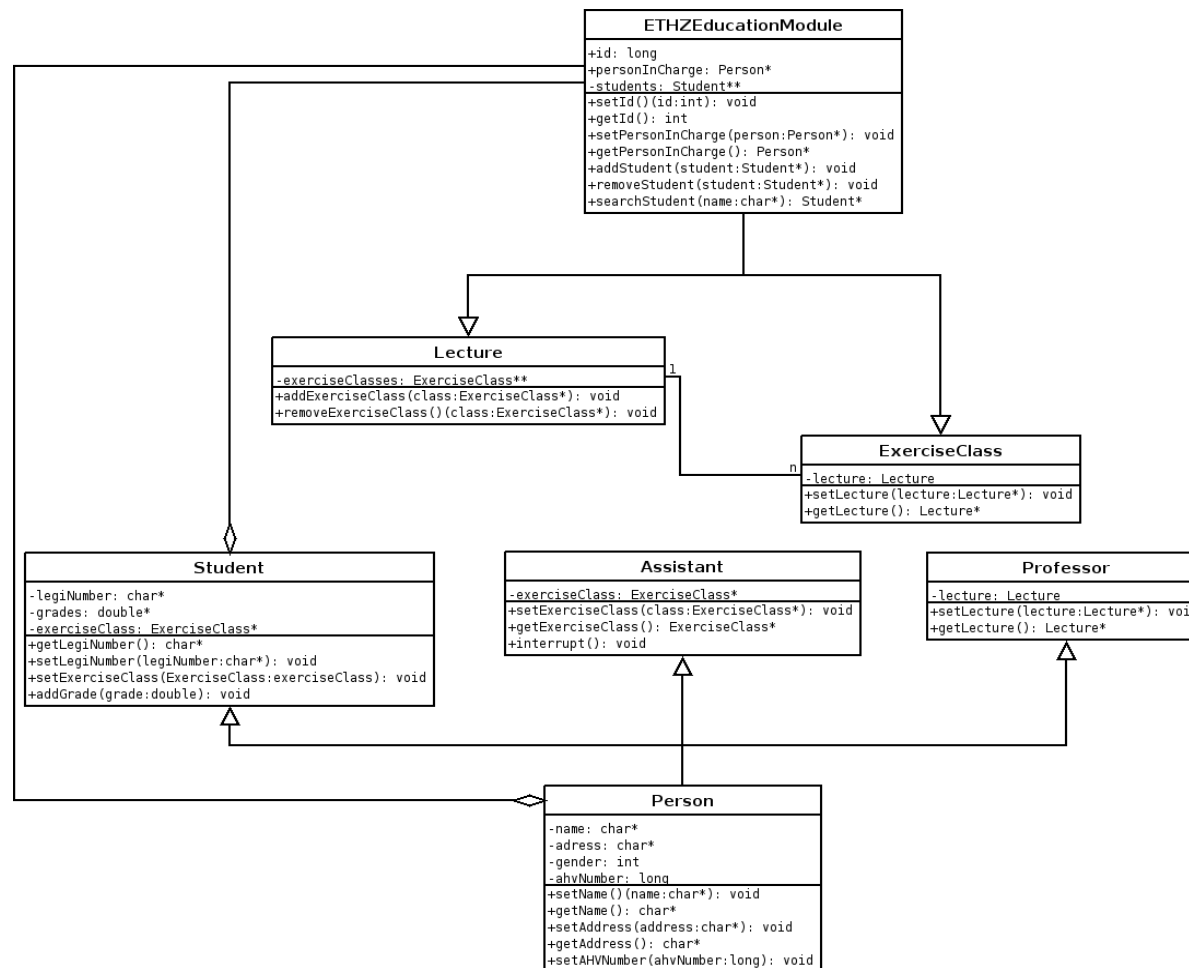 ETHZEducationModule
+id: long
+personInCharge: Person*
-students: Student**
+setId()(id:int): void
+getId(): int
+setPersonInCharge(person:Person*): void
+getPersonInCharge(): Person*
+addStudent(student:Student*): void
+removeStudent(student:Student*): void
+searchStudent(name:char*): Student*
Lecture
-exerciseClasses: ExerciseClass**
+addExerciseClass(class:ExerciseClass*): void
+removeExerciseClass()(class:ExerciseClass*): void
1
n
ExerciseClass
-lecture: Lecture
+setLecture(lecture:Lecture*): void
+getLecture(): Lecture*
Student
-legiNumber: char*
-grades: double*
-exerciseClass: ExerciseClass*
+getLegiNumber(): char*
+setLegiNumber(legiNumber:char*): void
+setExerciseClass(ExerciseClass:exerciseClass): void
+addGrade(grade:double): void
Assistant
-exerciseClass: ExerciseClass*
+setExerciseClass(class:ExerciseClass*): void
+getExerciseClass(): ExerciseClass*
+interrupt(): void
Professor
-lecture: Lecture
+setLecture(lecture:Lecture*): void
+getLecture(): Lecture*
Person
-name: char*
-adress: char*
-gender: int
-ahvNumber: long
+setName()(name:char*): void
+getName(): char*
+setAddress(address:char*): void
+getAddress(): char*
+setAHVNumber(ahvNumber:long): void